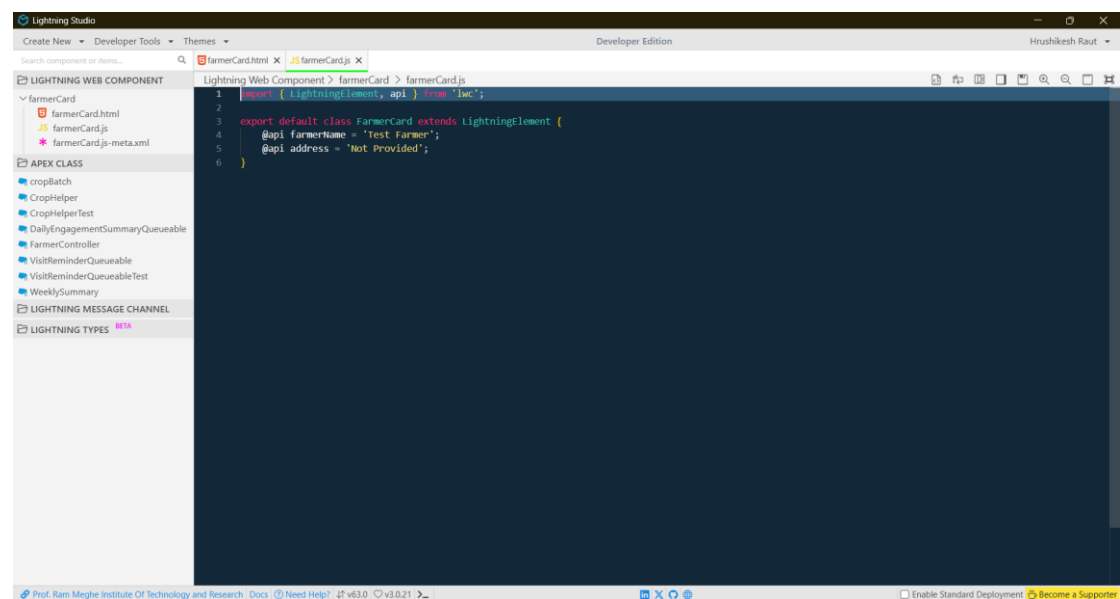 Lightning Studio
Create New Developer Tools Themes Developer Edition Hrushikesh Raut
Search component or items...
farmerCard.html X JS farmerCard.js X
LIGHTNING WEB COMPONENT
Lightning Web Component > farmerCard > farmerCard.js
farmerCard
farmerCard.html
JS farmerCard.js
farmerCard.js-meta.xml
APEX CLASS
cropBatch
CropHelper
CropHelperTest
DailyEngagementSummaryQueueable
FarmerController
VisitReminderQueueable
VisitReminderQueueableTest
WeeklySummary
LIGHTNING MESSAGE CHANNEL
LIGHTNING TYPES BETA
1 import { LightningElement, api } from 'lwc';
2
3 export default class FarmerCard extends LightningElement {
4 @api farmerName = 'Test Farmer';
5 @api address = 'Not Provided';
6 }
Prof. Ram Meghe Institute Of Technology and Research Docs Need Help? v63.0 v3.0.21 >_ Enable Standard Deployment Become a Supporter